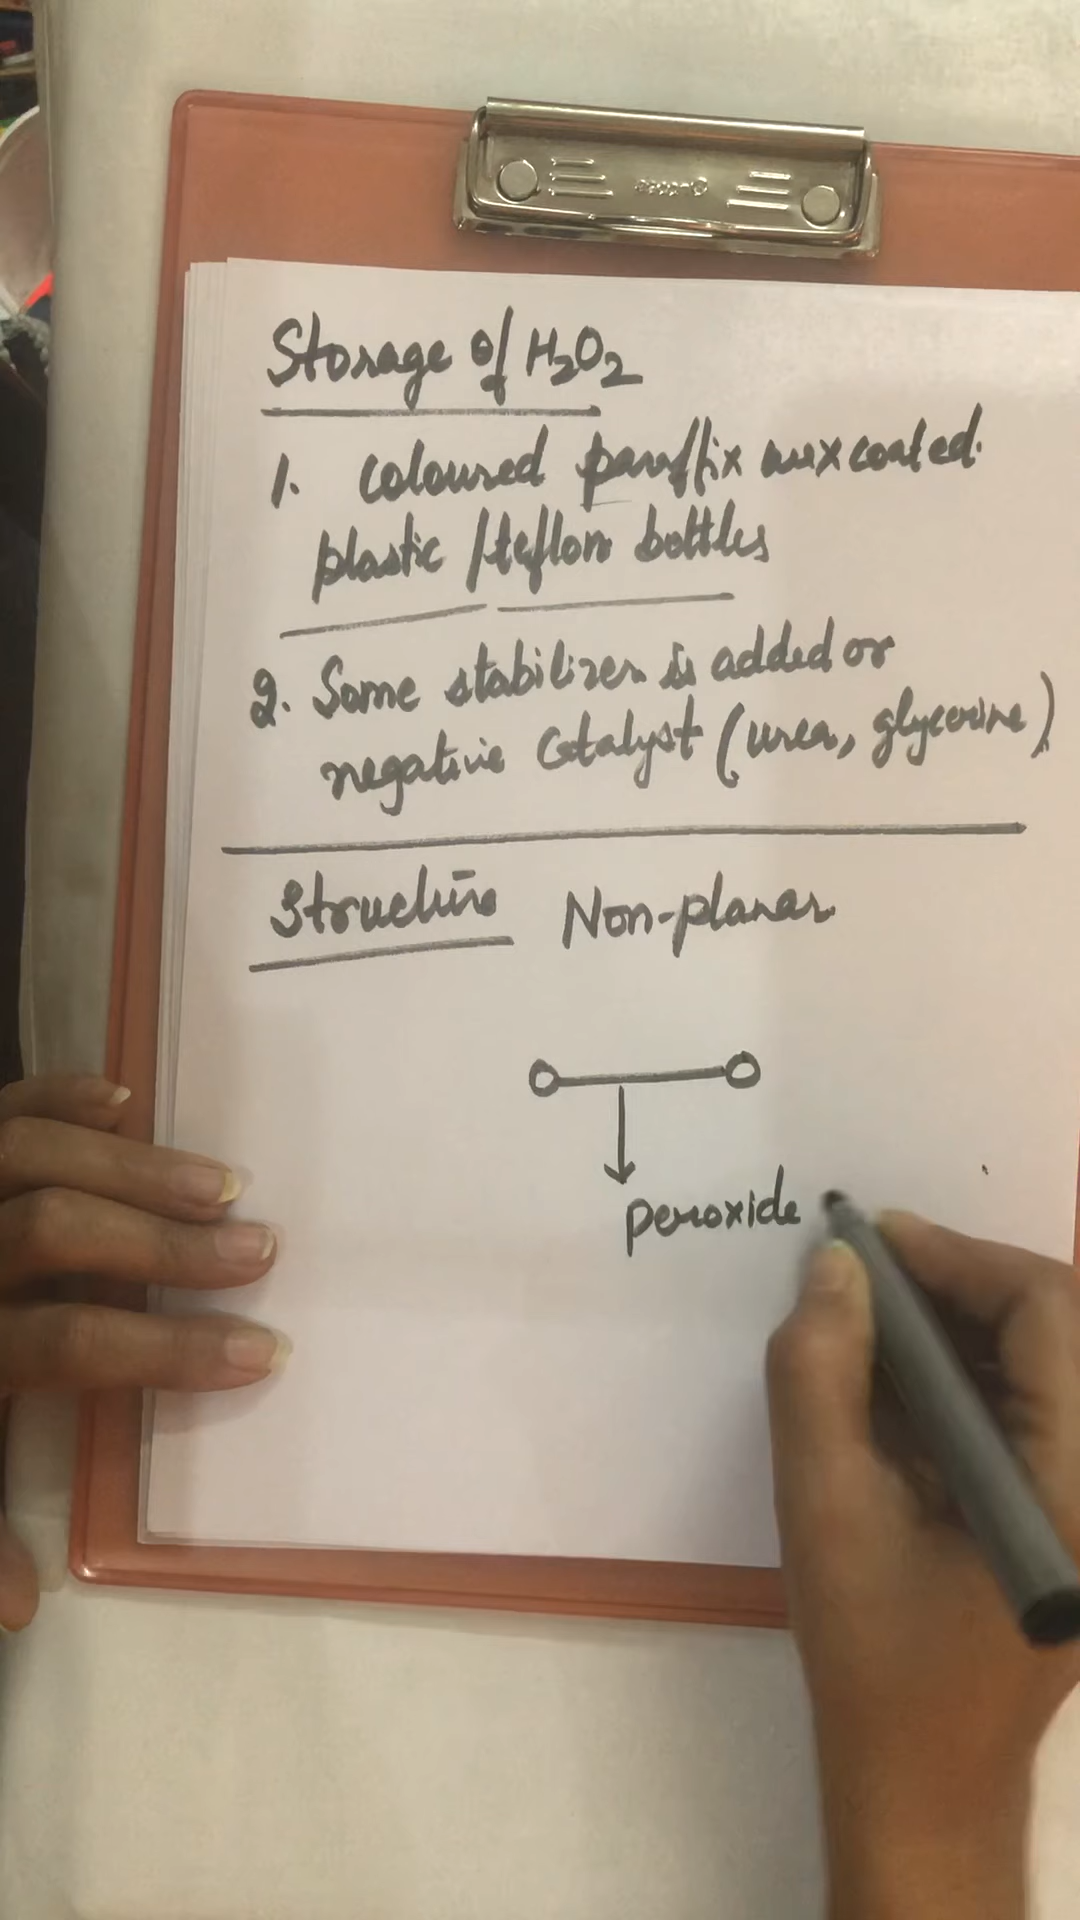 Storage of H2O2
1. Coloured paraffix wax coated.
plastic / teflon bottles
2. Some stabilizer is added or
negative catalyst (urea, glycerine)
Structure Non-planar
O O
peroxide